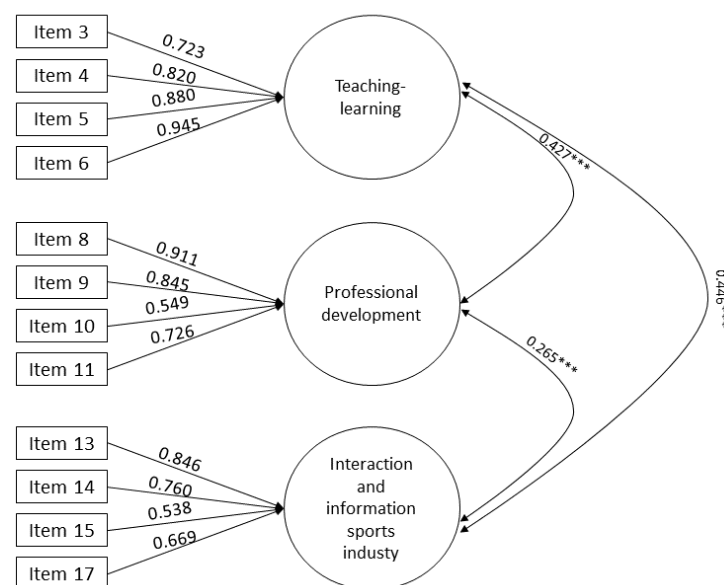 Item 3
Item 4
Item 5
Item 6
0.723
0.820
0.880
0.945
Teaching-
learning
0.427***
Item 8
Item 9
Item 10
Item 11
0.911
0.845
0.549
0.726
Professional
development
0.265***
Item 13
Item 14
Item 15
Item 17
0.846
0.760
0.538
0.669
Interaction
and
information
sports
industy